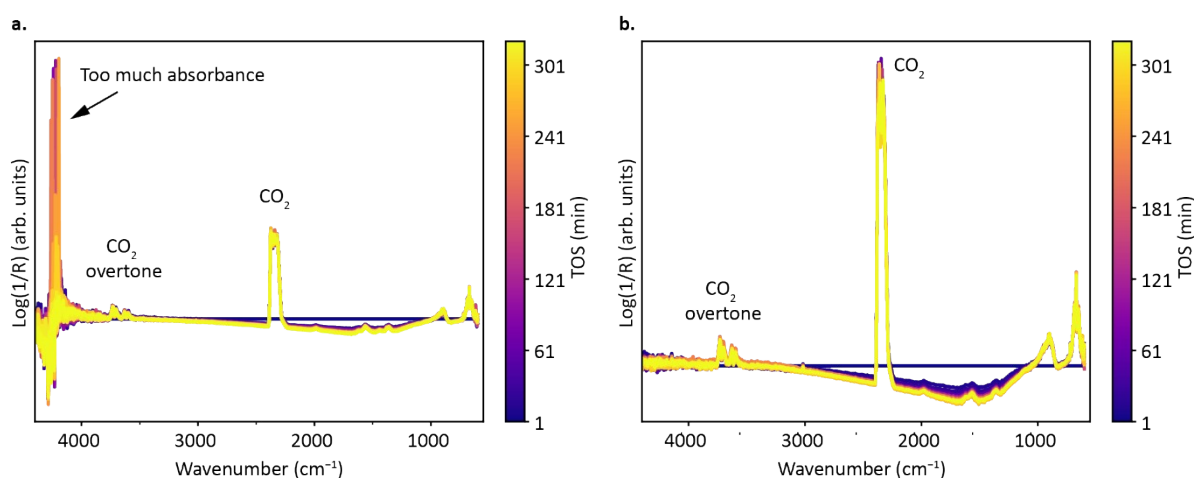 a.
Too much absorbance
CO₂
CO₂
overtone
Log(1/R) (arb. units)
4000 3000 2000 1000
Wavenumber (cm⁻¹)
301
241
181
121
61
1
TOS (min)
b.
CO₂
CO₂
overtone
Log(1/R) (arb. units)
4000 3000 2000 1000
Wavenumber (cm⁻¹)
301
241
181
121
61
1
TOS (min)